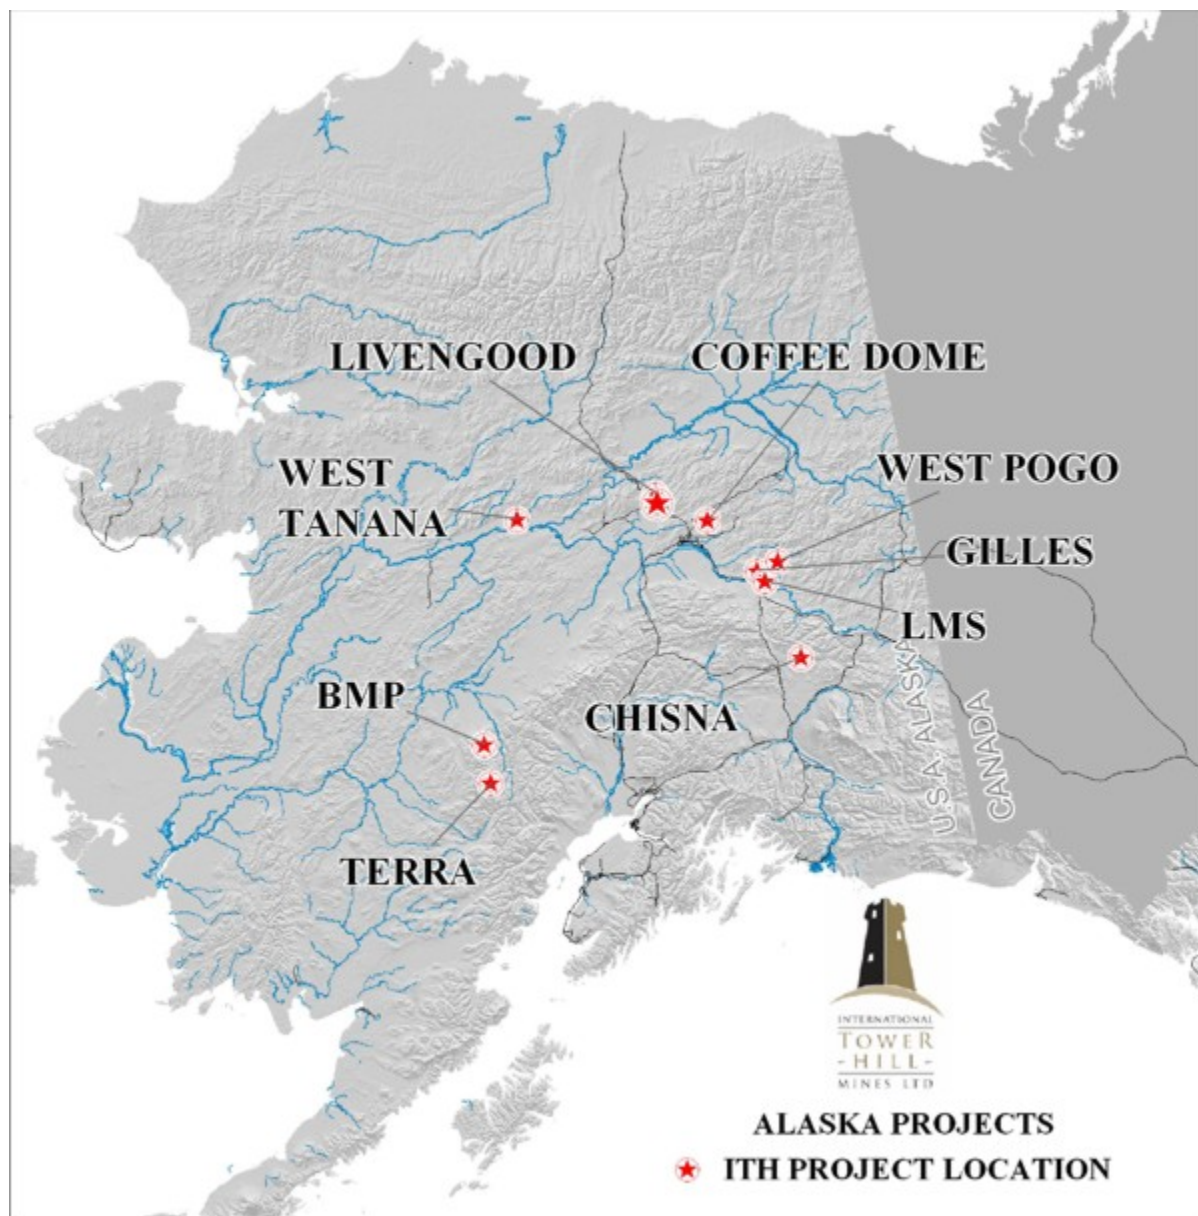 LIVENGOOD
COFFEE DOME
WEST
TANANA
WEST POGO
GILLES
LMS
BMP
CHISNA
U.S.A. ALASKA
CANADA
TERRA
INTERNATIONAL
TOWER
-HILL-
MINES LTD
ALASKA PROJECTS
ITH PROJECT LOCATION